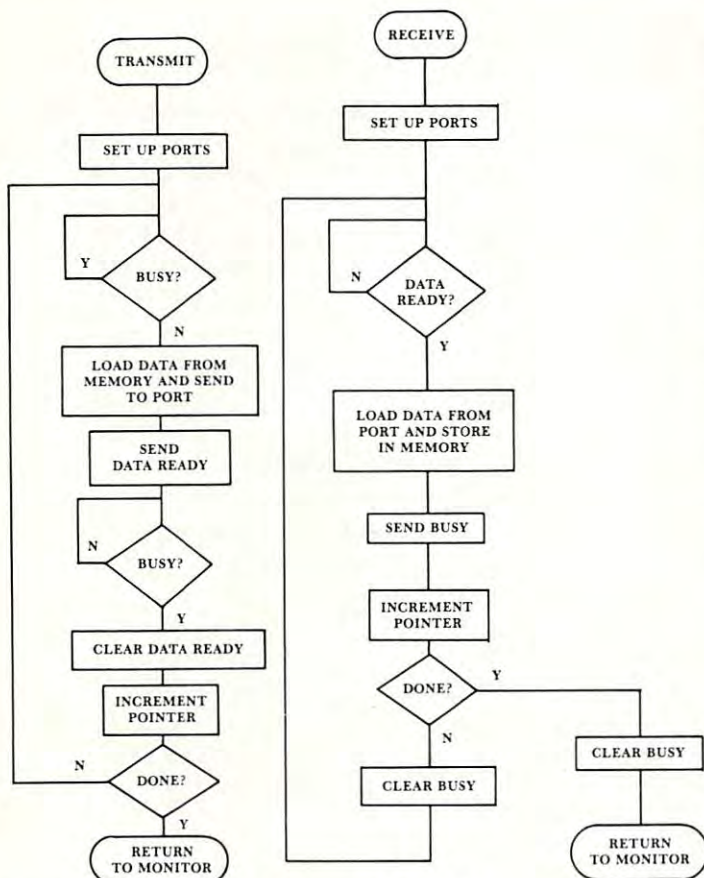 TRANSMIT
SET UP PORTS
Y
BUSY?
N
LOAD DATA FROM
MEMORY AND SEND
TO PORT
SEND
DATA READY
N
BUSY?
Y
CLEAR DATA READY
INCREMENT
POINTER
N
DONE?
Y
RETURN
TO MONITOR
RECEIVE
SET UP PORTS
N
DATA
READY?
Y
LOAD DATA FROM
PORT AND STORE
IN MEMORY
SEND BUSY
INCREMENT
POINTER
DONE?
Y
N
CLEAR BUSY
CLEAR BUSY
RETURN
TO MONITOR